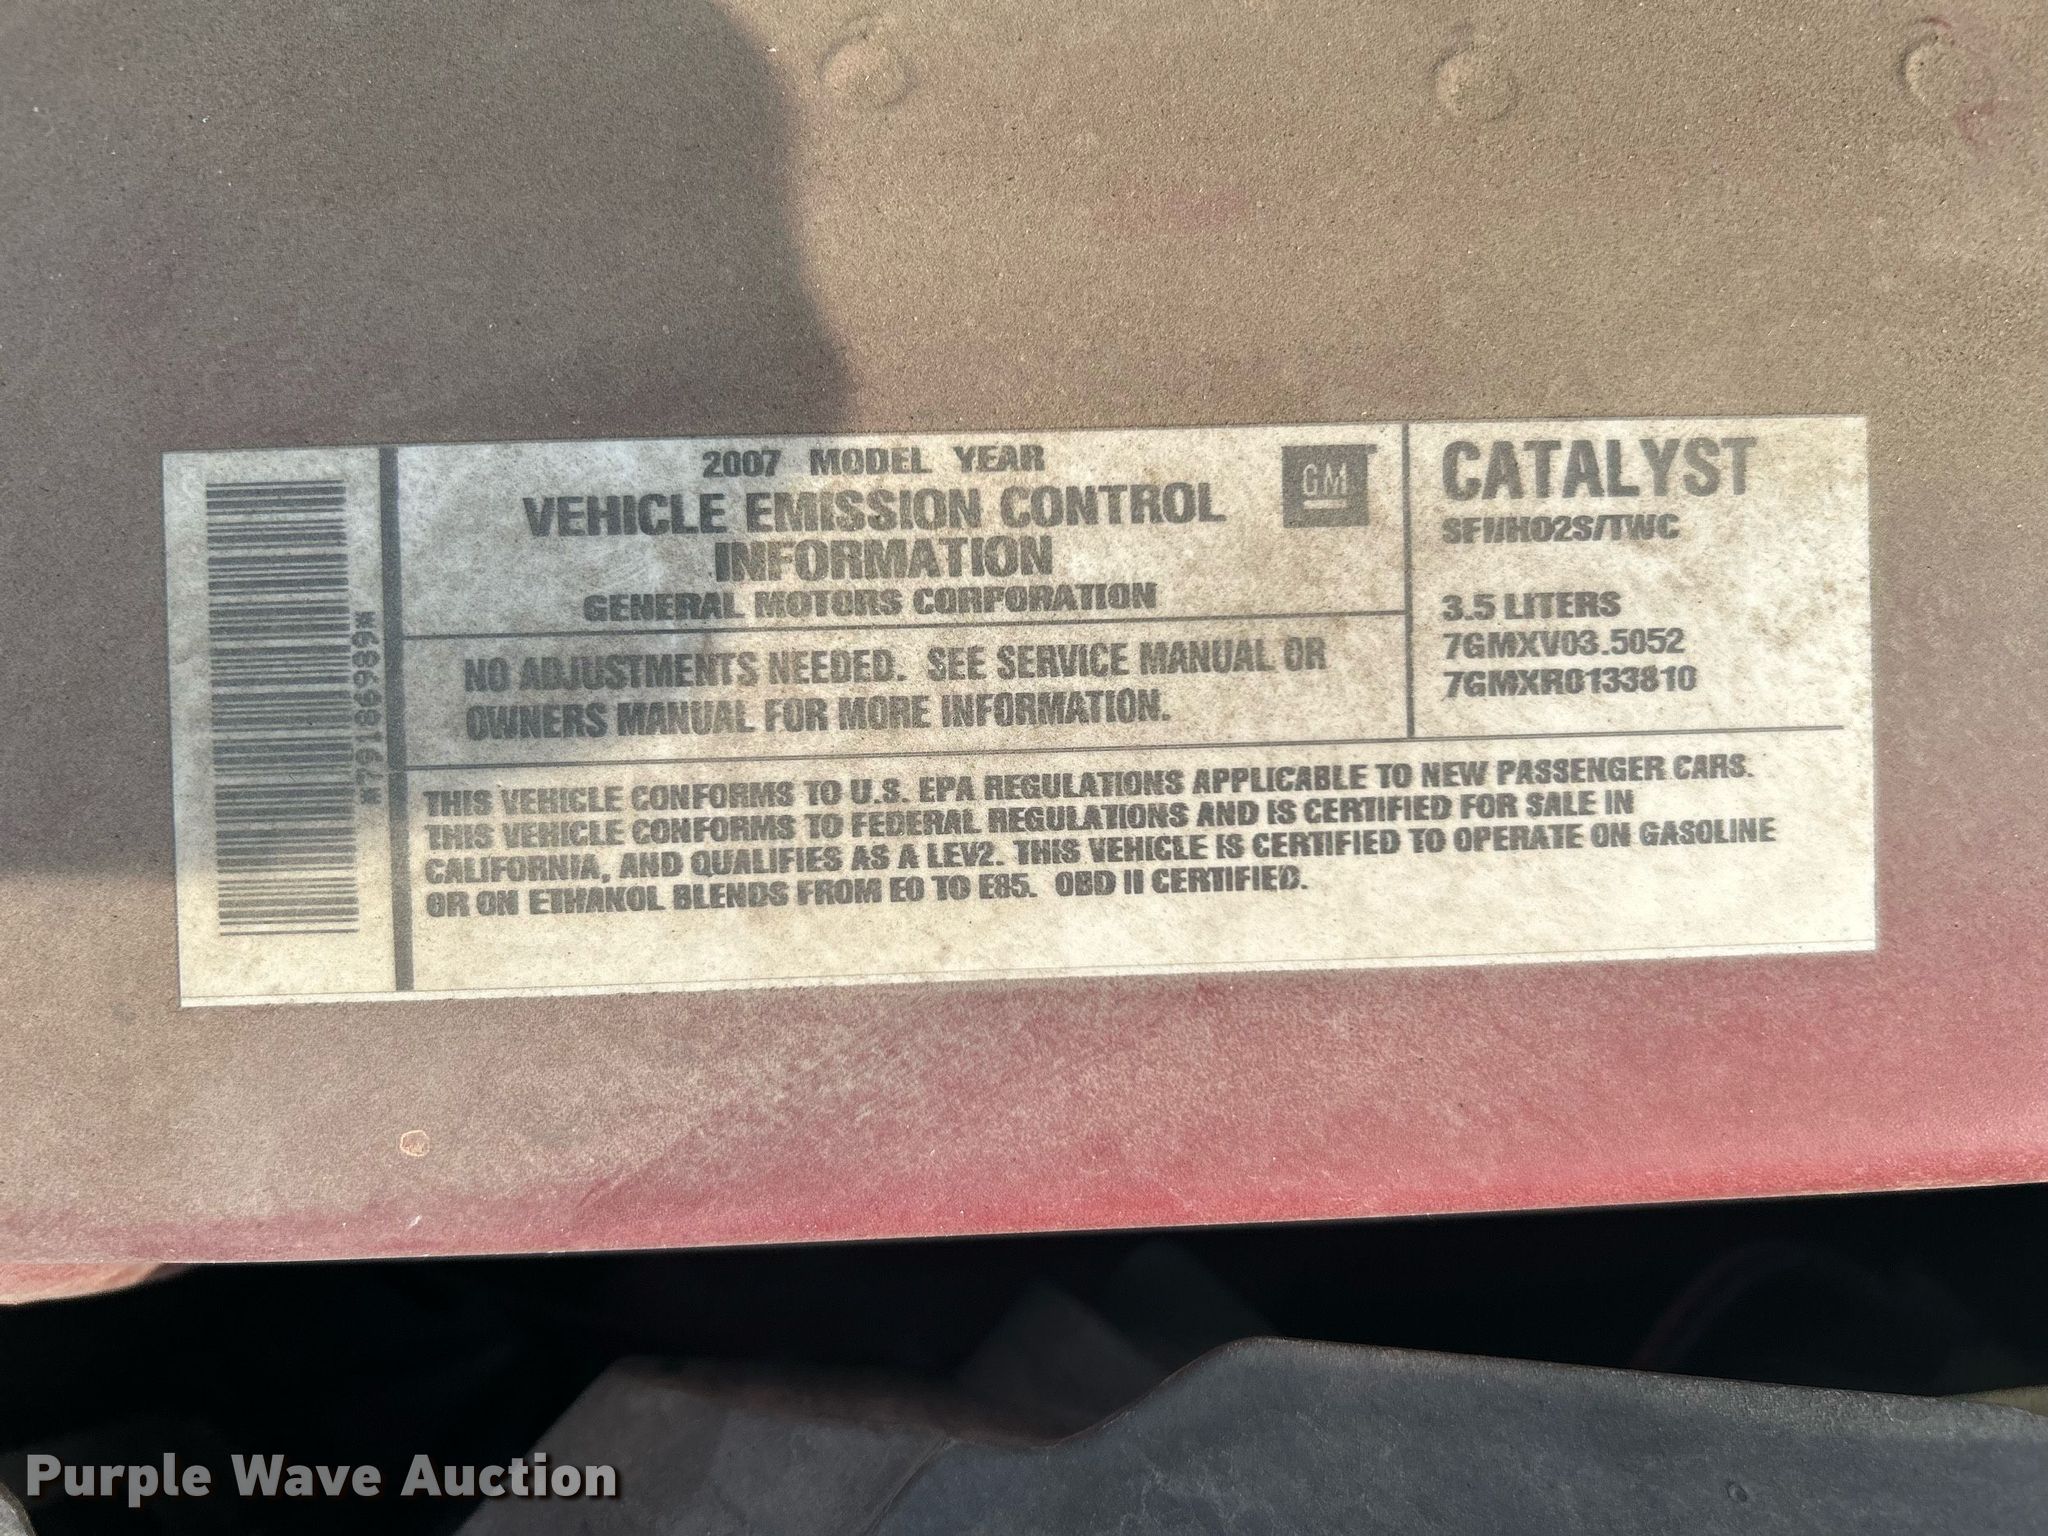 *79186989*
2007 MODEL YEAR
VEHICLE EMISSION CONTROL
INFORMATION
GENERAL MOTORS CORPORATION
GM
NO ADJUSTMENTS NEEDED. SEE SERVICE MANUAL OR
OWNERS MANUAL FOR MORE INFORMATION.
CATALYST
SFI/HO2S/TWC
3.5 LITERS
7GMXV03.5052
7GMXR0133810
THIS VEHICLE CONFORMS TO U.S. EPA REGULATIONS APPLICABLE TO NEW PASSENGER CARS.
THIS VEHICLE CONFORMS TO FEDERAL REGULATIONS AND IS CERTIFIED FOR SALE IN
CALIFORNIA, AND QUALIFIES AS A LEV2. THIS VEHICLE IS CERTIFIED TO OPERATE ON GASOLINE
OR ON ETHANOL BLENDS FROM E0 TO E85. OBD II CERTIFIED.
Purple Wave Auction